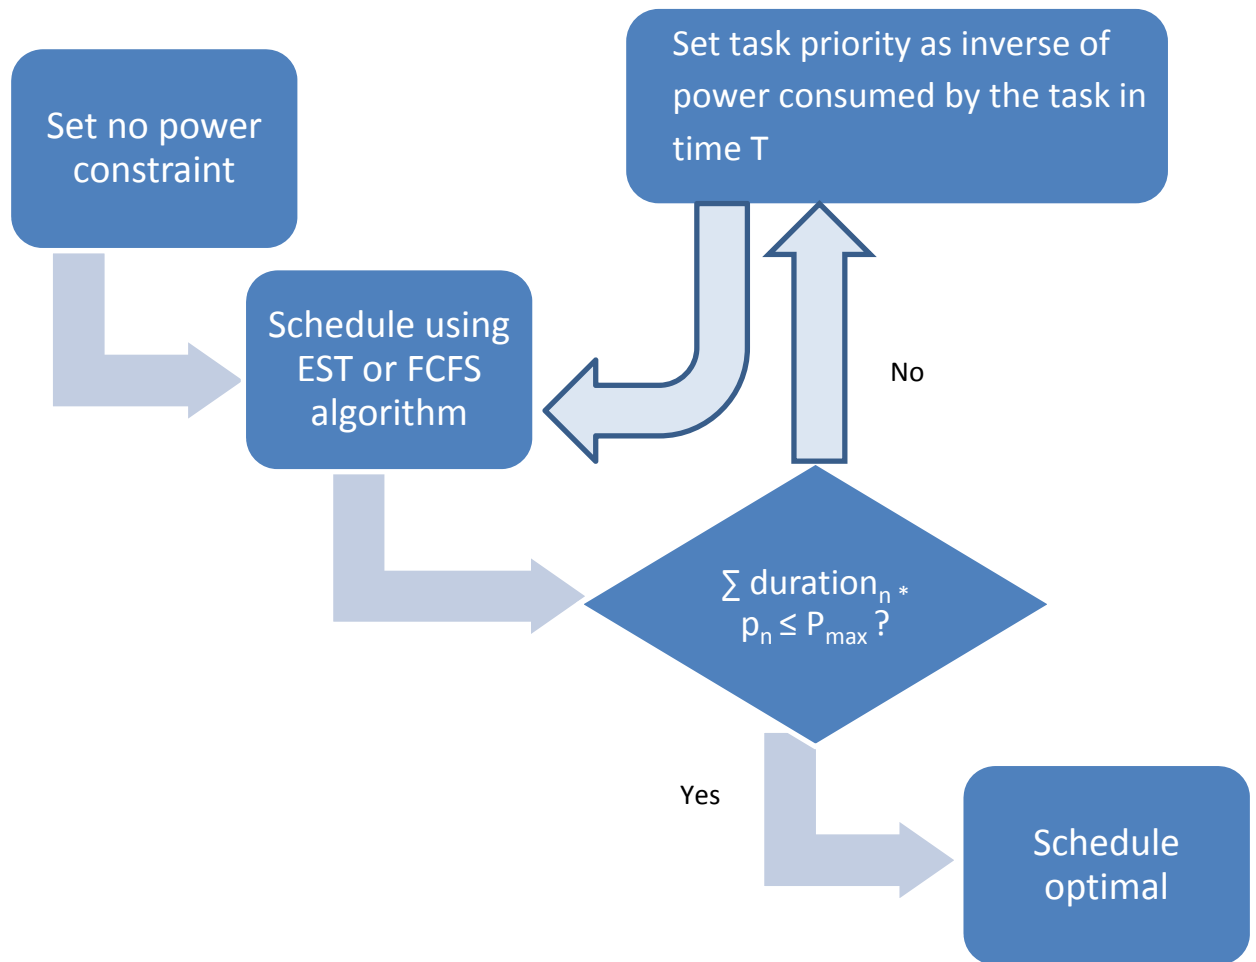 Set no power
constraint
Set task priority as inverse of
power consumed by the task in
time T
Schedule using
EST or FCFS
algorithm
No
∑ durationₙ *
pₙ ≤ Pₘₐₓ ?
Yes
Schedule
optimal